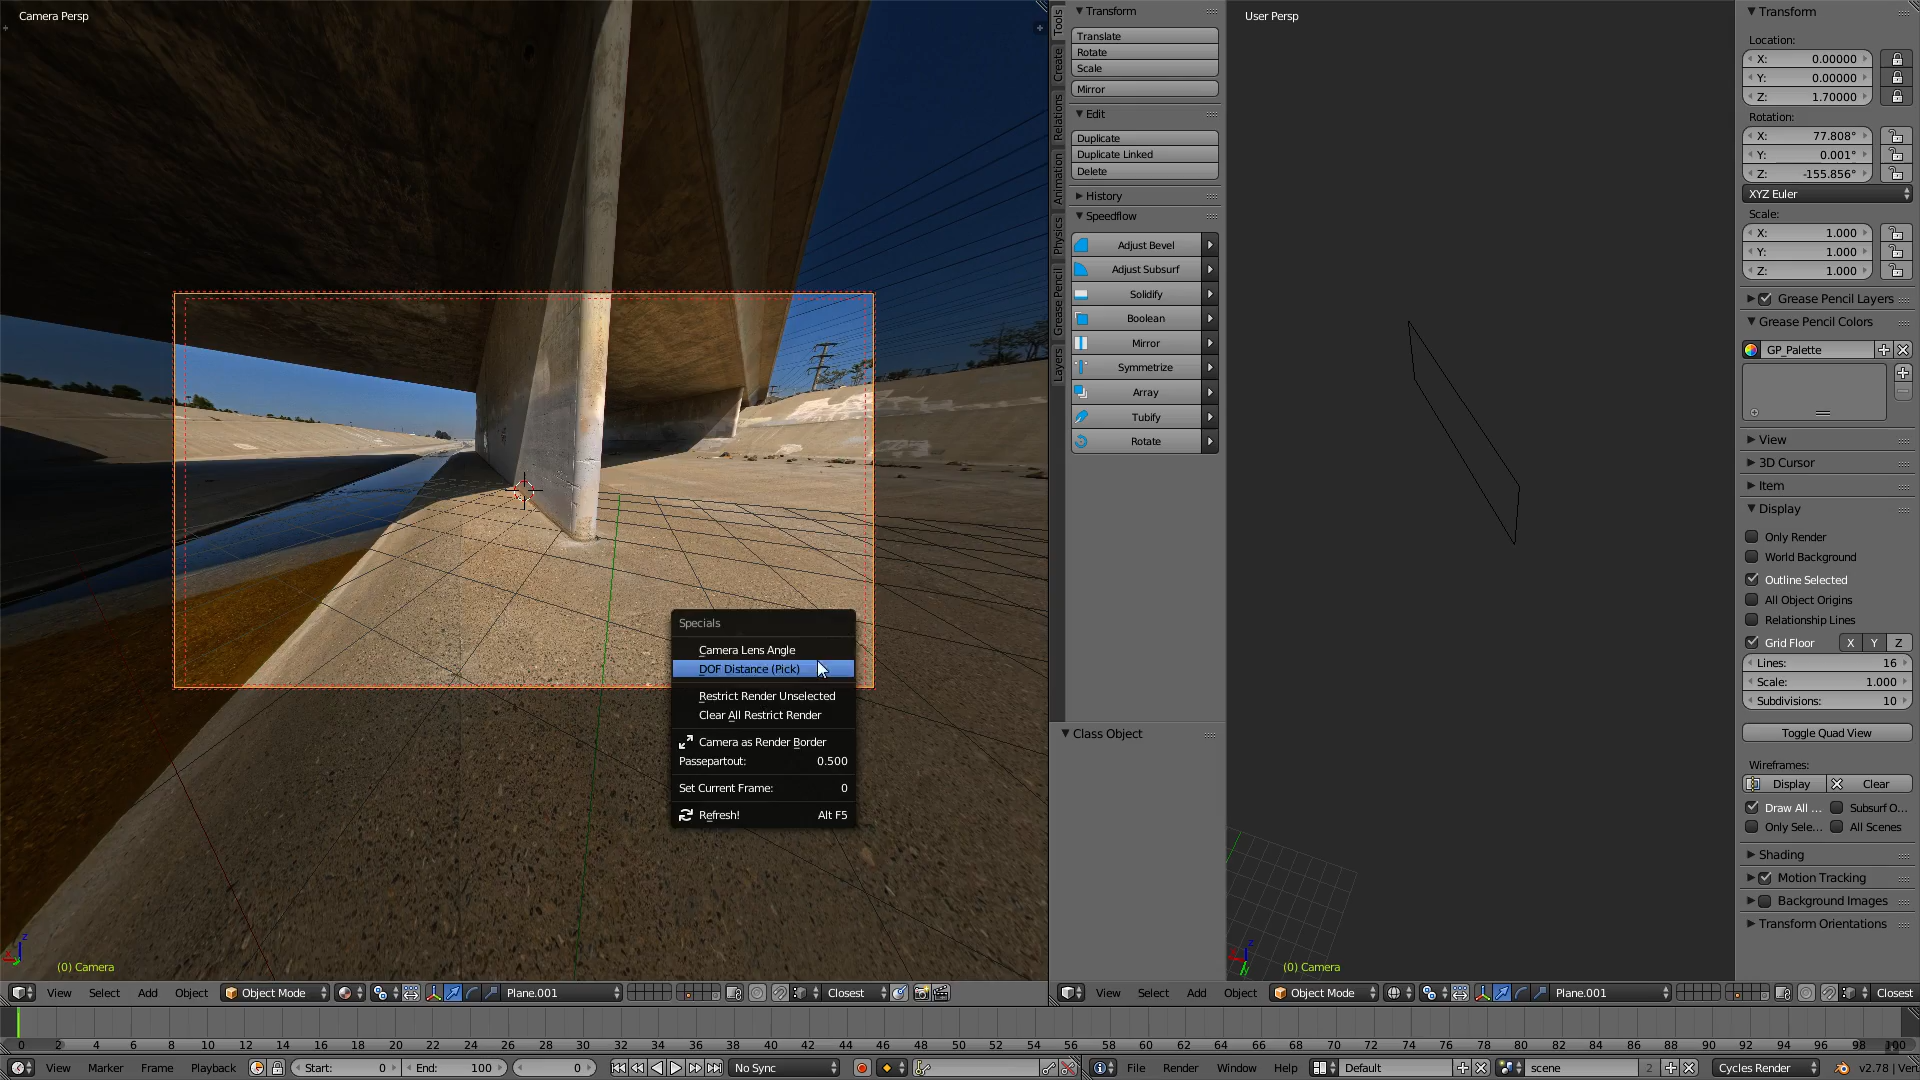 Camera Persp
(0) Camera
Specials
Camera Lens Angle
DOF Distance (Pick)
Restrict Render Unselected
Clear All Restrict Render
Camera as Render Border
Passepartout: 0.500
Set Current Frame: 0
Refresh! Alt F5
View Select Add Object Object Mode Plane.001 Closest
Tools
Create
Relations
Animation
Physics
Grease Pencil
Layers
Transform
Translate
Rotate
Scale
Mirror
Edit
Duplicate
Duplicate Linked
Delete
History
Speedflow
Adjust Bevel
Adjust Subsurf
Solidify
Boolean
Mirror
Symmetrize
Array
Tubify
Rotate
Class Object
User Persp
(0) Camera
View Select Add Object Object Mode Plane.001 Closest
Transform
Location:
X: 0.00000
Y: 0.00000
Z: 1.70000
Rotation:
X: 77.808°
Y: 0.001°
Z: -155.856°
XYZ Euler
Scale:
X: 1.000
Y: 1.000
Z: 1.000
Grease Pencil Layers
Grease Pencil Colors
GP_Palette
View
3D Cursor
Item
Display
Only Render
World Background
Outline Selected
All Object Origins
Relationship Lines
Grid Floor X Y Z
Lines: 16
Scale: 1.000
Subdivisions: 10
Toggle Quad View
Wireframes:
Display Clear
Draw All ... Subsurf O...
Only Sele... All Scenes
Shading
Motion Tracking
Background Images
Transform Orientations
0 2 4 6 8 10 12 14 16 18 20 22 24 26 28 30 32 34 36 38 40 42 44 46 48 50 52 54 56 58 60 62 64 66 68 70 72 74 76 78 80 82 84 86 88 90 92 94 96 98 100
View Marker Frame Playback Start: 0 End: 100 0 No Sync
File Render Window Help Default scene 2 Cycles Render v2.78 | Ver